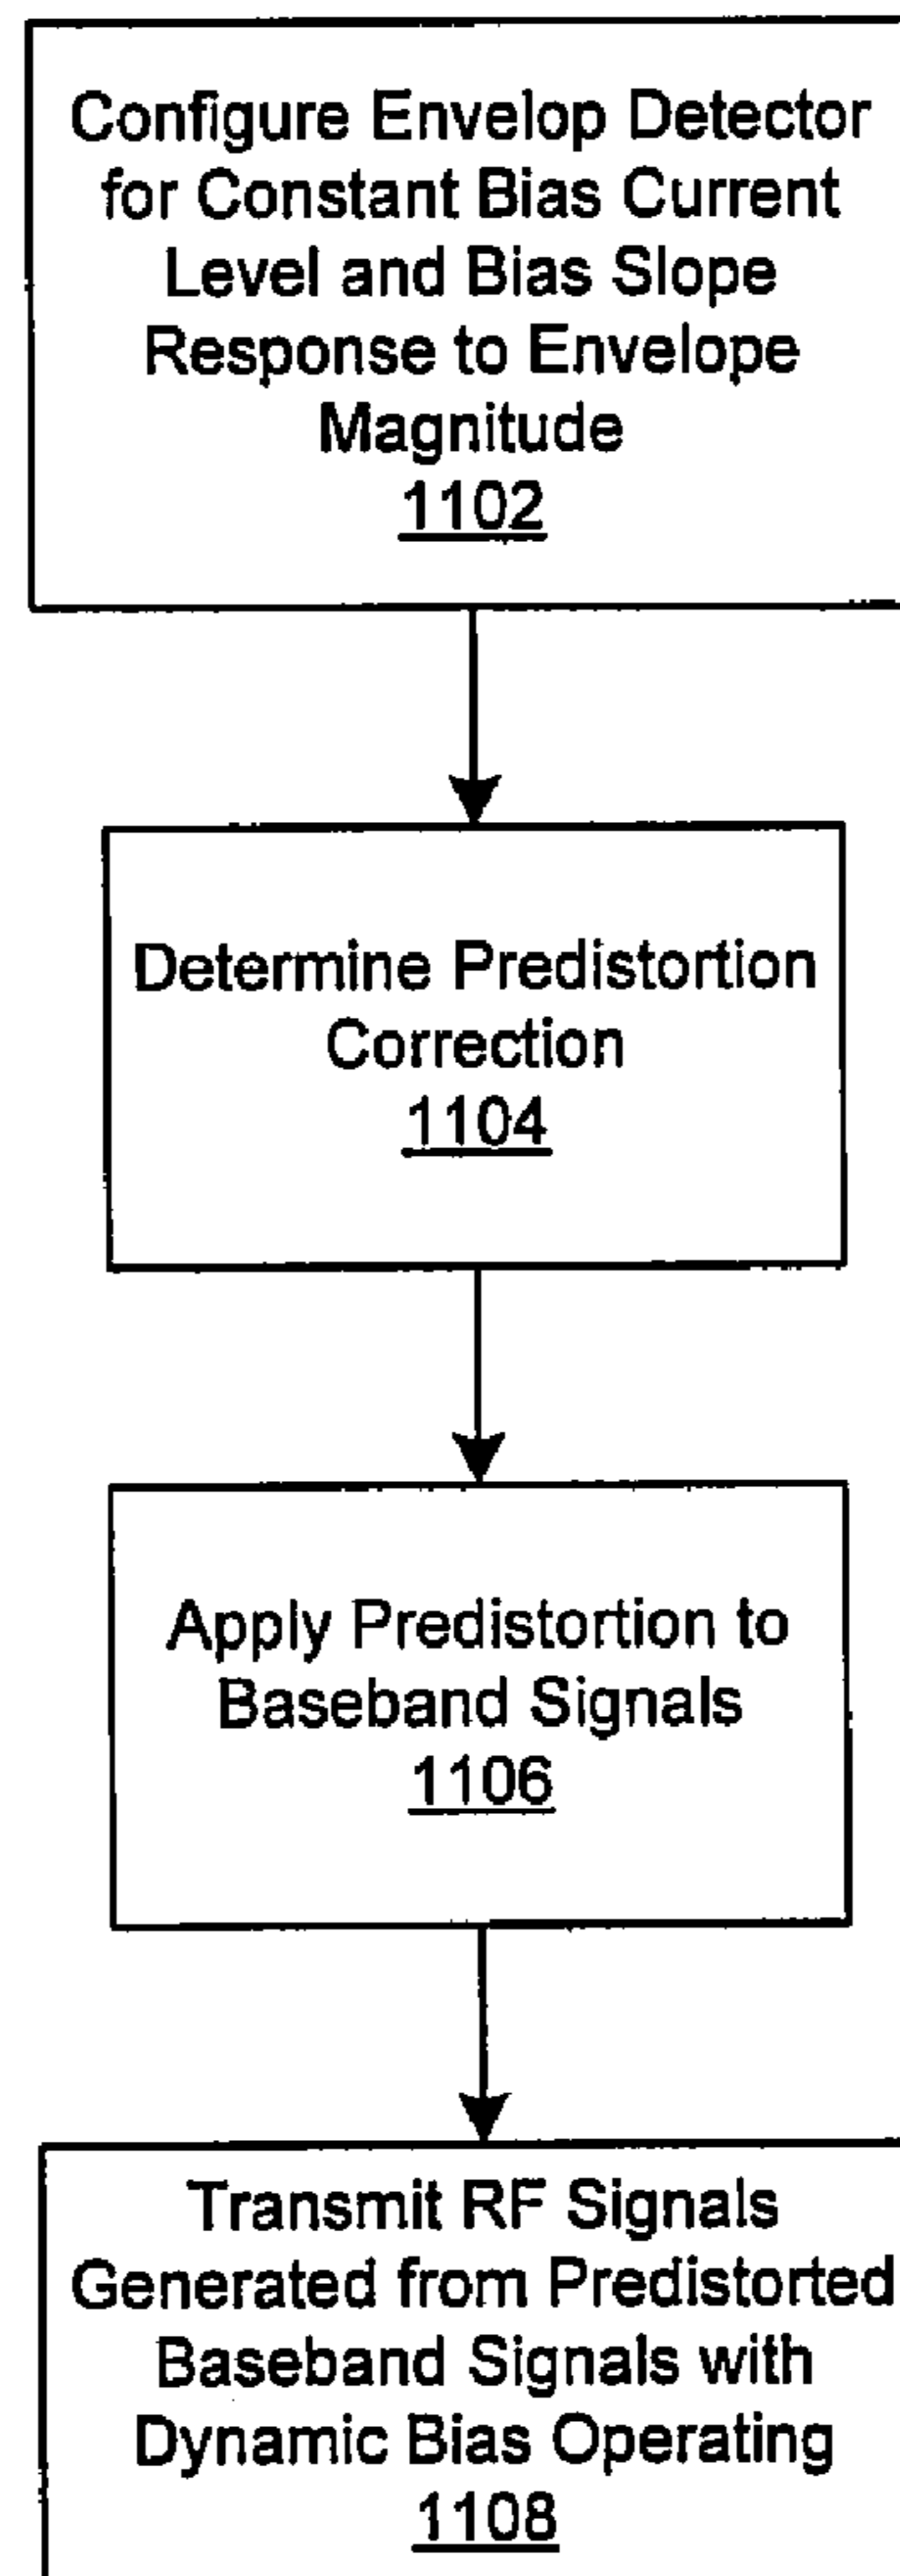 Configure Envelop Detector
for Constant Bias Current
Level and Bias Slope
Response to Envelope
Magnitude
1102
Determine Predistortion
Correction
1104
Apply Predistortion to
Baseband Signals
1106
Transmit RF Signals
Generated from Predistorted
Baseband Signals with
Dynamic Bias Operating
1108